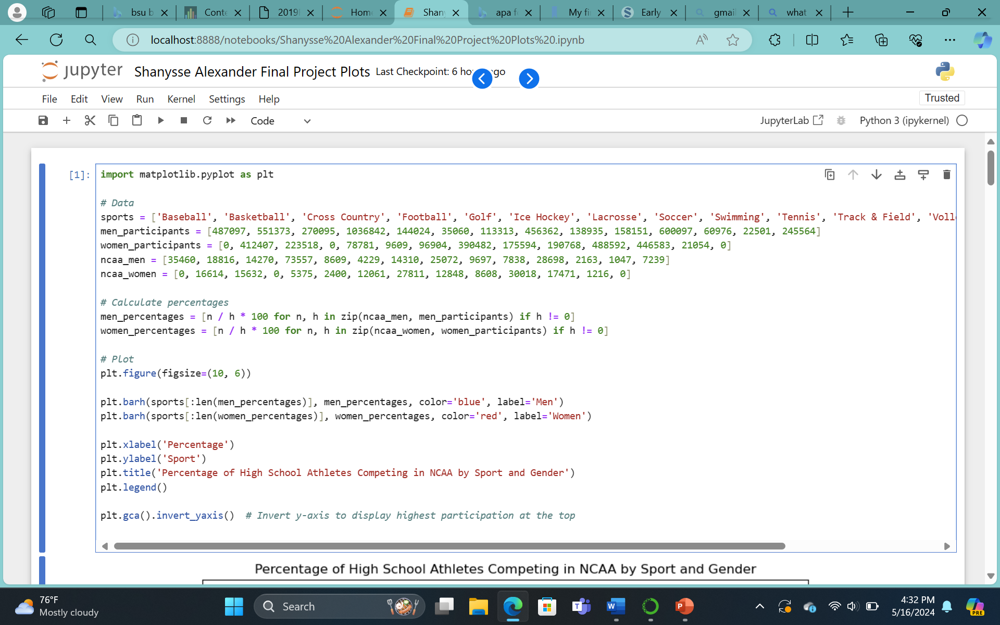 bsu b
Conte
2019
Home
Shany
apa f
My fi
Early
gmail
what
localhost:8888/notebooks/Shanysse%20Alexander%20Final%20Project%20Plots%20.ipynb
jupyter Shanysse Alexander Final Project Plots Last Checkpoint: 6 ho go
File Edit View Run Kernel Settings Help
Trusted
Code
JupyterLab
Python 3 (ipykernel)
[1]: import matplotlib.pyplot as plt
# Data
sports = ['Baseball', 'Basketball', 'Cross Country', 'Football', 'Golf', 'Ice Hockey', 'Lacrosse', 'Soccer', 'Swimming', 'Tennis', 'Track & Field', 'Voll
men_participants = [487097, 551373, 270095, 1036842, 144024, 35060, 113313, 456362, 138935, 158151, 600097, 60976, 22501, 245564]
women_participants = [0, 412407, 223518, 0, 78781, 9609, 96904, 390482, 175594, 190768, 488592, 446583, 21054, 0]
ncaa_men = [35460, 18816, 14270, 73557, 8609, 4229, 14310, 25072, 9697, 7838, 28698, 2163, 1047, 7239]
ncaa_women = [0, 16614, 15632, 0, 5375, 2400, 12061, 27811, 12848, 8608, 30018, 17471, 1216, 0]
# Calculate percentages
men_percentages = [n / h * 100 for n, h in zip(ncaa_men, men_participants) if h != 0]
women_percentages = [n / h * 100 for n, h in zip(ncaa_women, women_participants) if h != 0]
# Plot
plt.figure(figsize=(10, 6))
plt.barh(sports[:len(men_percentages)], men_percentages, color='blue', label='Men')
plt.barh(sports[:len(women_percentages)], women_percentages, color='red', label='Women')
plt.xlabel('Percentage')
plt.ylabel('Sport')
plt.title('Percentage of High School Athletes Competing in NCAA by Sport and Gender')
plt.legend()
plt.gca().invert_yaxis()  # Invert y-axis to display highest participation at the top
Percentage of High School Athletes Competing in NCAA by Sport and Gender
76°F
Mostly cloudy
Search
4:32 PM
5/16/2024
PRE